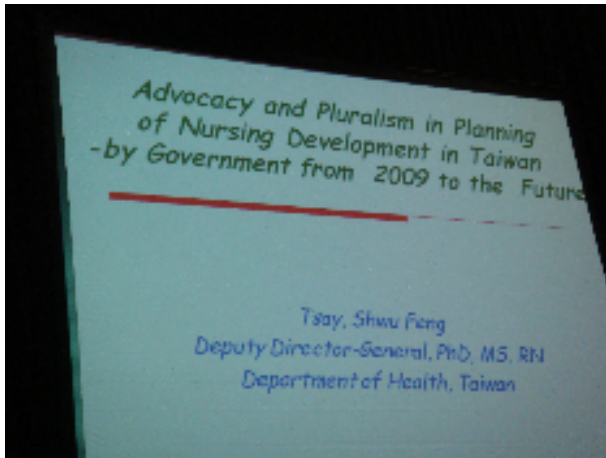 Advocacy and Pluralism in Planning
of Nursing Development in Taiwan
-by Government from 2009 to the Future
Tsay, Shwu Feng
Deputy Director-General, PhD, MS, RN
Department of Health, Taiwan